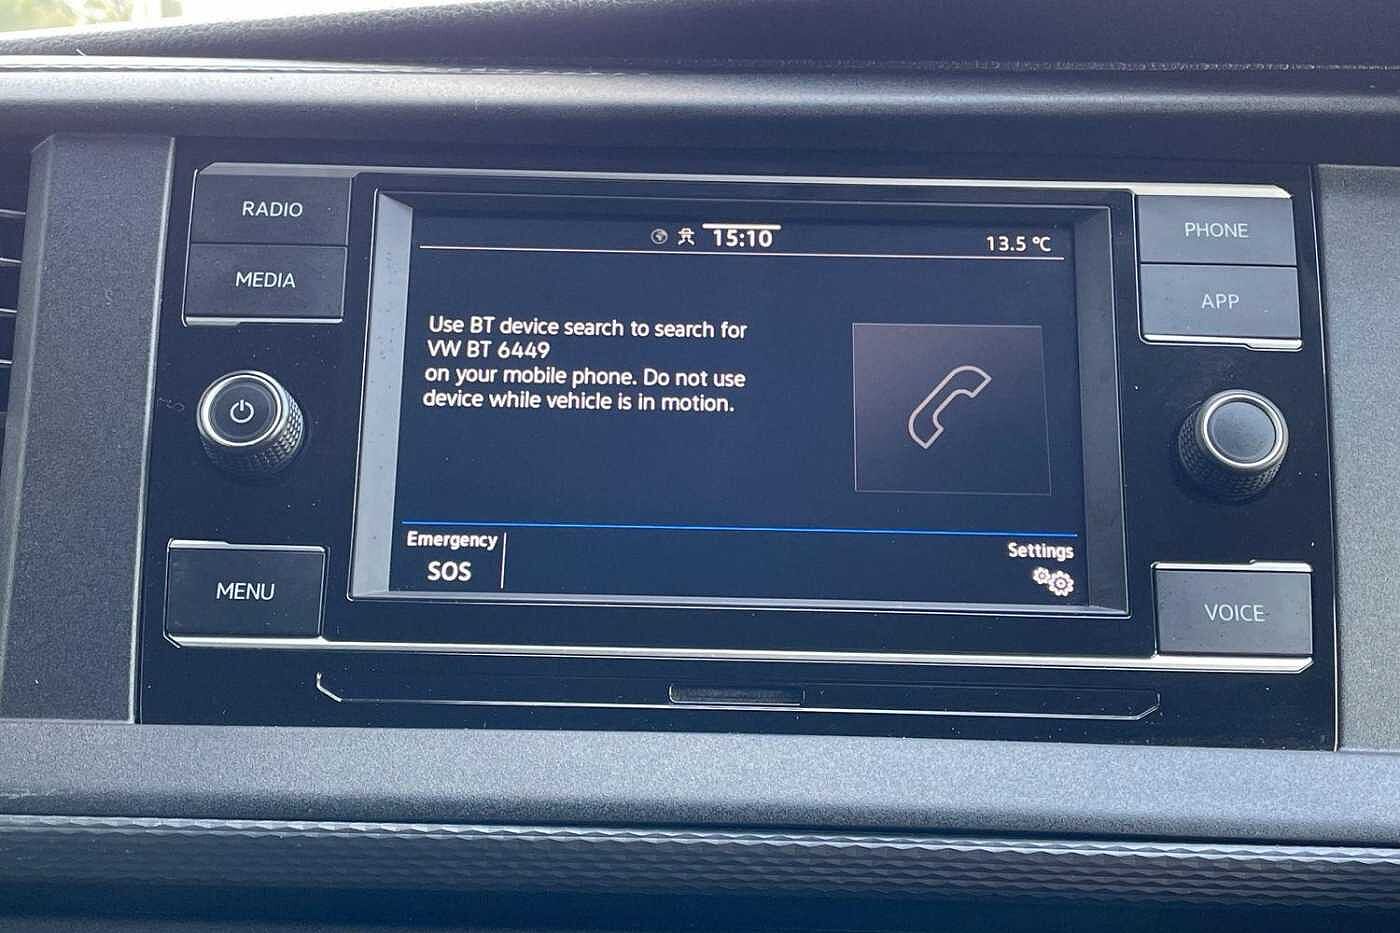 RADIO
MEDIA
MENU
15:10
13.5 °C
Use BT device search to search for
VW BT 6449
on your mobile phone. Do not use
device while vehicle is in motion.
Emergency
SOS
Settings
PHONE
APP
VOICE